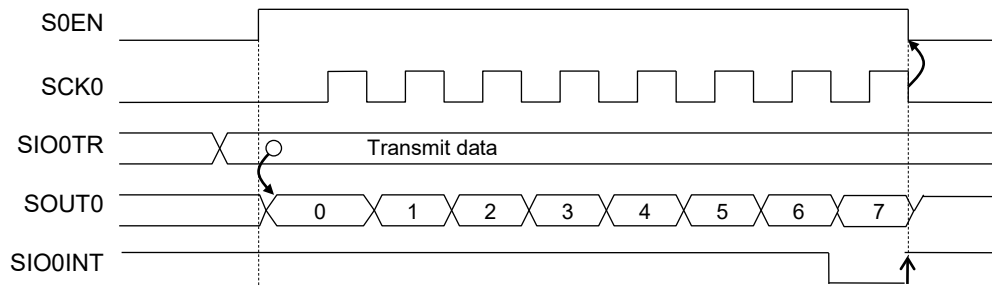 S0EN
SCK0
SIO0TR Transmit data
SOUT0 0 1 2 3 4 5 6 7
SIO0INT